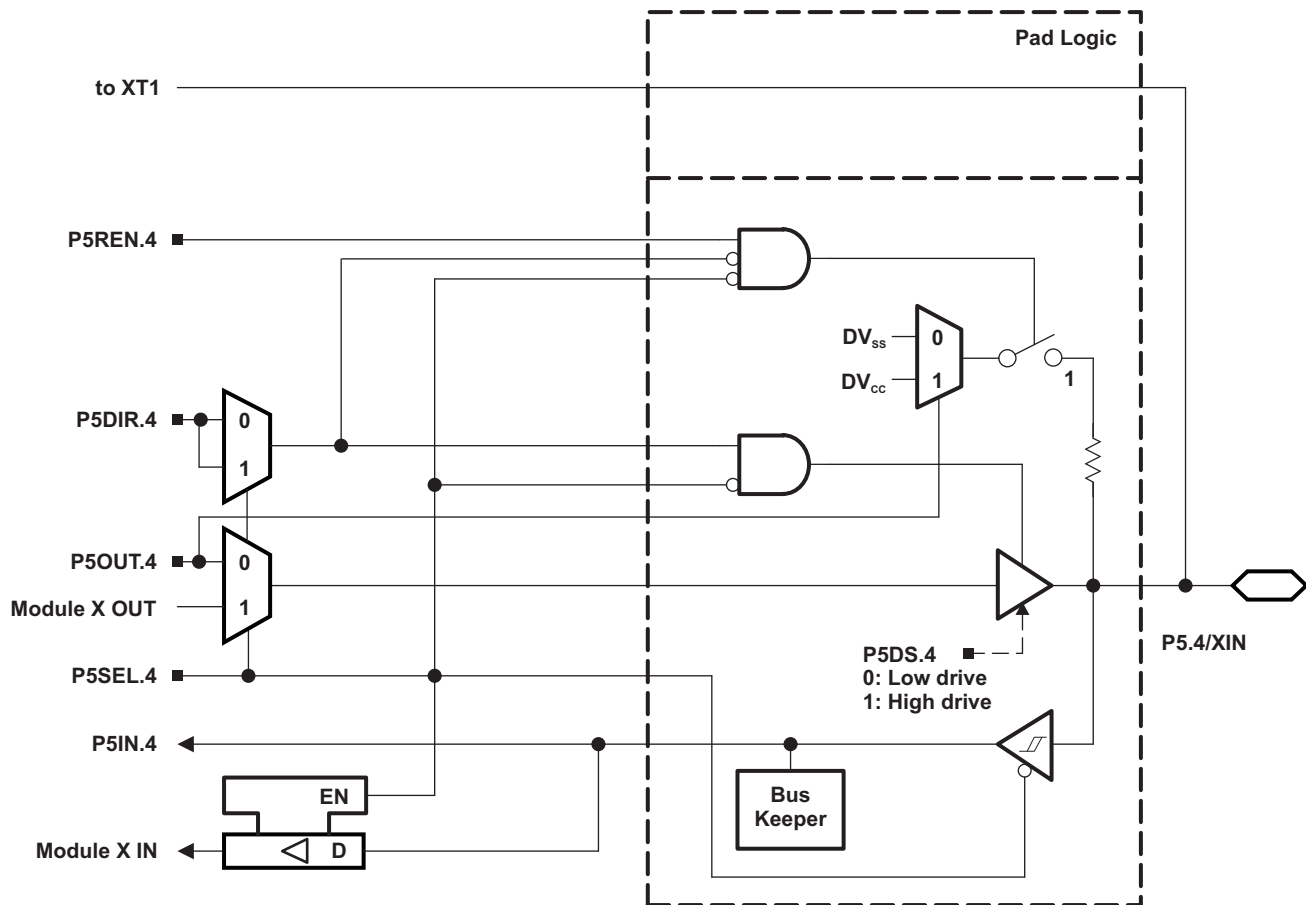 Pad Logic
to XT1
P5REN.4
DVSS
0
DVCC
1
1
P5DIR.4
0
1
P5OUT.4
0
Module X OUT
1
P5SEL.4
P5DS.4
0: Low drive
1: High drive
P5.4/XIN
P5IN.4
EN
Bus
Keeper
Module X IN
D